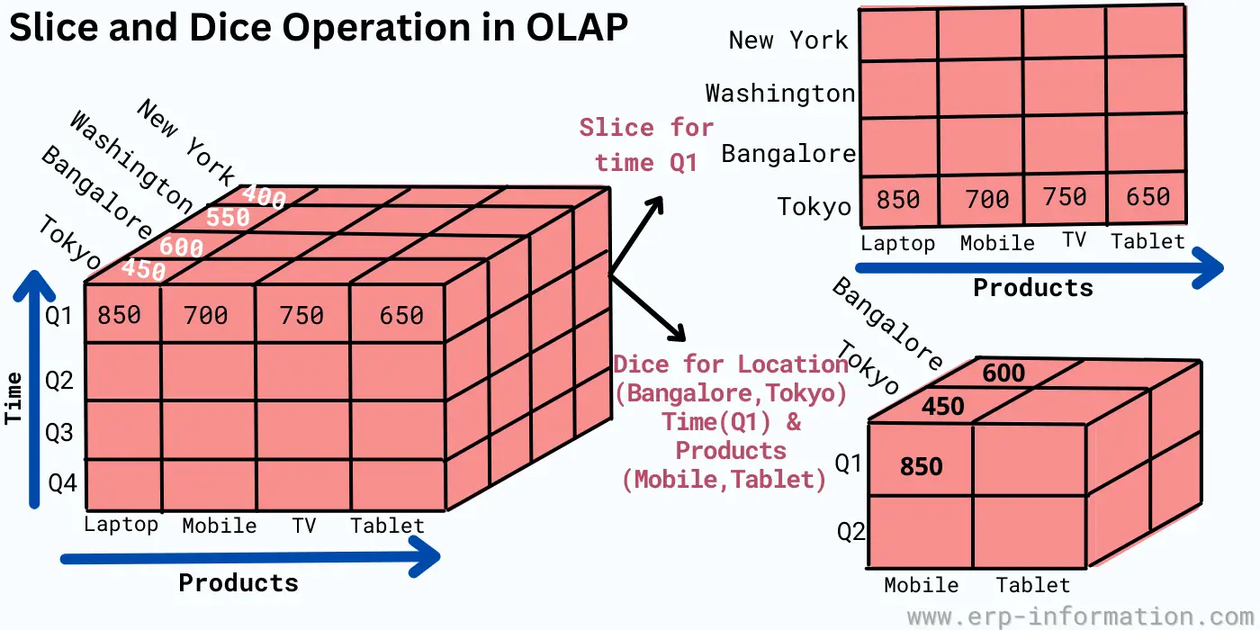 Slice and Dice Operation in OLAP
New York
Washington
Bangalore
Tokyo
400
550
600
450
Q1 850 700 750 650
Q2
Q3
Q4
Time
Laptop Mobile TV Tablet
Products
Slice for
time Q1
New York
Washington
Bangalore
Tokyo 850 700 750 650
Laptop Mobile TV Tablet
Products
Dice for Location
(Bangalore,Tokyo)
Time(Q1) &
Products
(Mobile,Tablet)
Bangalore
Tokyo
600
450
Q1 850
Q2
Mobile Tablet
www.erp-information.com